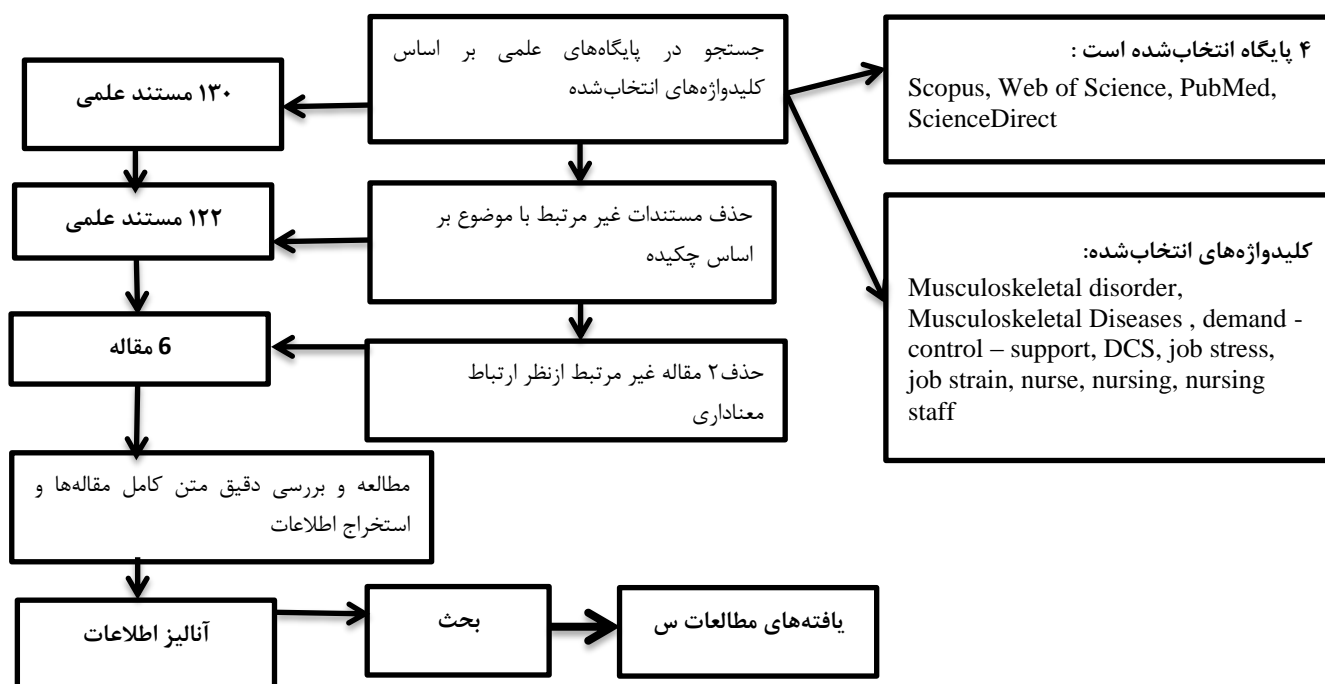 جستجو در پایگاه‌های علمی بر اساس
کلیدواژه‌های انتخاب‌شده
۴ پایگاه انتخاب‌شده است :
Scopus, Web of Science, PubMed,
ScienceDirect
کلیدواژه‌های انتخاب‌شده:
Musculoskeletal disorder,
Musculoskeletal Diseases , demand -
control – support, DCS, job stress,
job strain, nurse, nursing, nursing
staff
۱۳۰ مستند علمی
حذف مستندات غیر مرتبط با موضوع بر
اساس چکیده
۱۲۲ مستند علمی
حذف۲ مقاله غیر مرتبط ازنظر ارتباط
معناداری
6 مقاله
مطالعه و بررسی دقیق متن کامل مقاله‌ها و
استخراج اطلاعات
آنالیز اطلاعات
بحث
یافته‌های مطالعات س